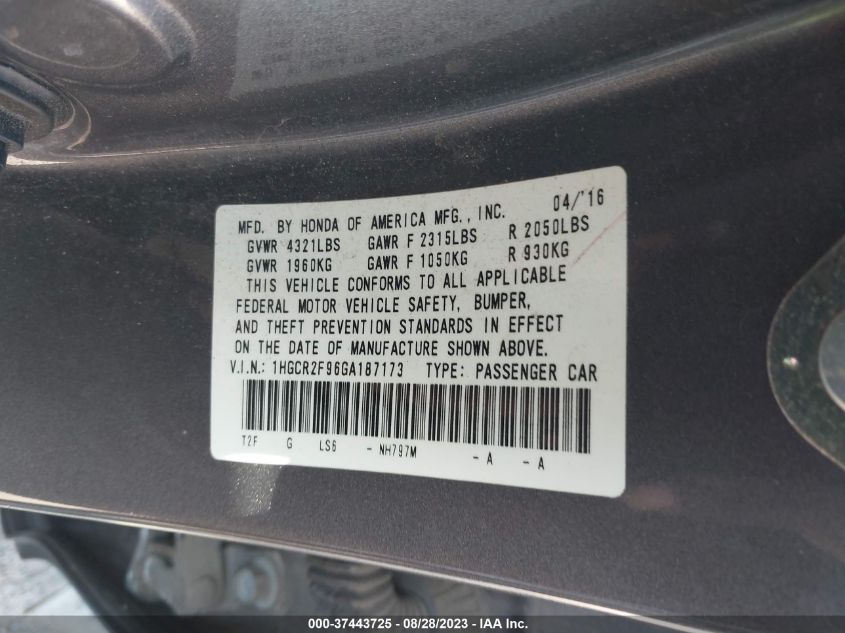 MFD. BY HONDA OF AMERICA MFG., INC. 04/'16
GVWR 4321LBS GAWR F 2315LBS R 2050LBS
GVWR 1960KG GAWR F 1050KG R 930KG
THIS VEHICLE CONFORMS TO ALL APPLICABLE
FEDERAL MOTOR VEHICLE SAFETY, BUMPER,
AND THEFT PREVENTION STANDARDS IN EFFECT
ON THE DATE OF MANUFACTURE SHOWN ABOVE.
V.I.N.: 1HGCR2F96GA187173 TYPE: PASSENGER CAR
T2F G LS6 - NH797M - A - A
000-37443725 - 08/28/2023 - IAA Inc.